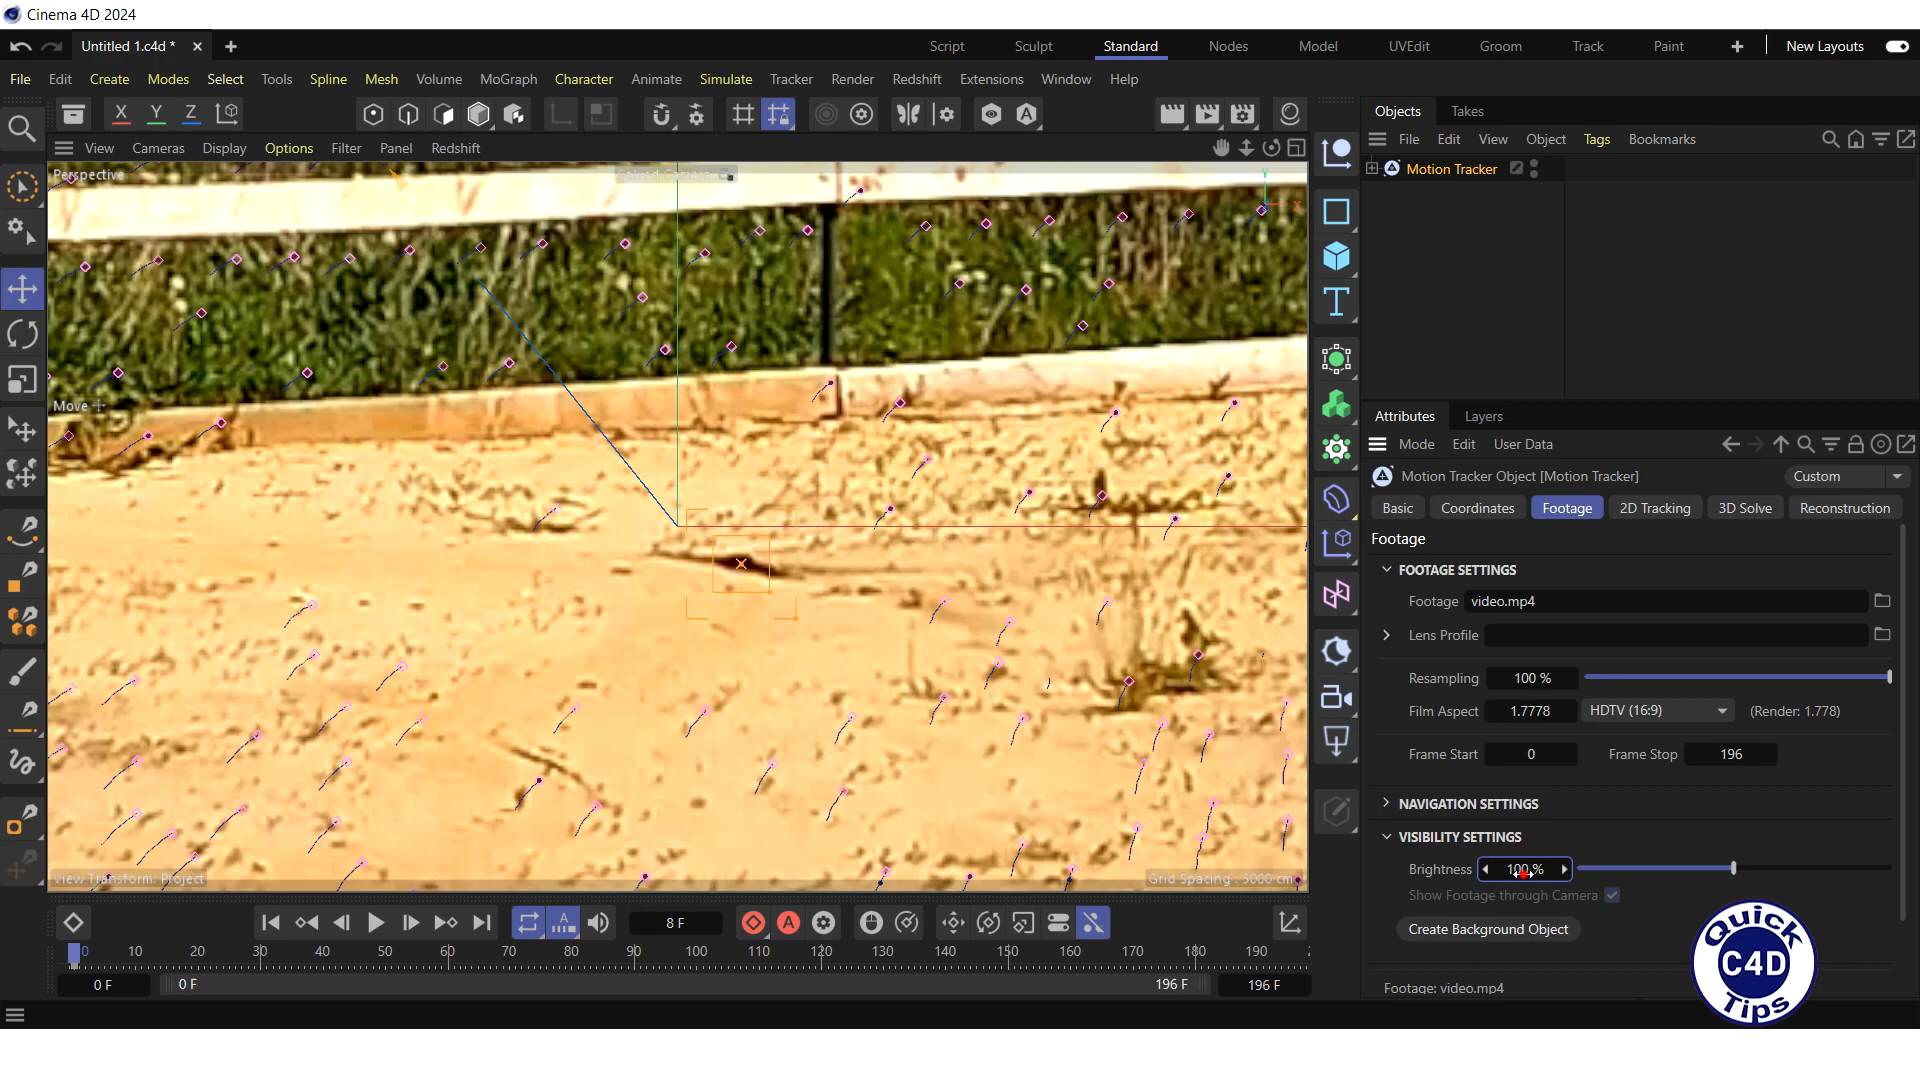 Cinema 4D 2024
Untitled 1.c4d *
Script Sculpt Standard Nodes Model UVEdit Groom Track Paint New Layouts
File Edit Create Modes Select Tools Spline Mesh Volume MoGraph Character Animate Simulate Tracker Render Redshift Extensions Window Help
X Y Z
Objects Takes
View Cameras Display Options Filter Panel Redshift
File Edit View Object Tags Bookmarks
Perspective
Motion Tracker
Y
X
Move
Attributes Layers
Mode Edit User Data
Motion Tracker Object [Motion Tracker] Custom
Basic Coordinates Footage 2D Tracking 3D Solve Reconstruction
Footage
FOOTAGE SETTINGS
Footage video.mp4
Lens Profile
Resampling 100 %
Film Aspect 1.7778 HDTV (16:9) (Render: 1.778)
Frame Start 0 Frame Stop 196
NAVIGATION SETTINGS
VISIBILITY SETTINGS
Brightness 100 %
Show Footage through Camera
Create Background Object
Footage: video.mp4
View Transform: Project
Grid Spacing : 5000 cm
8 F
0 10 20 30 40 50 60 70 80 90 100 110 120 130 140 150 160 170 180 190
0 F 0 F 196 F 196 F
Quick
C4D
Tips